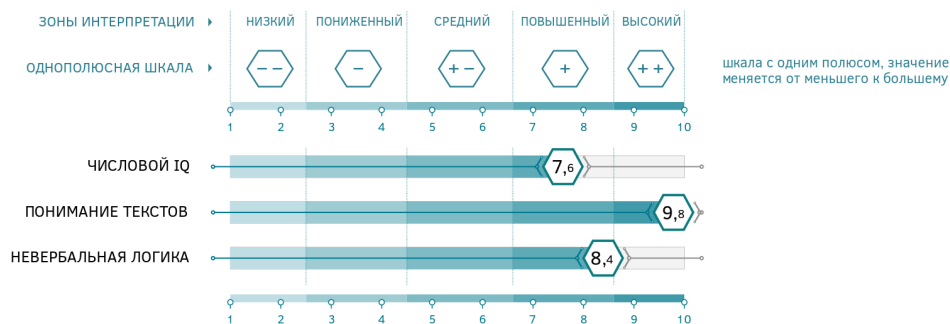 ЗОНЫ ИНТЕРПРЕТАЦИИ НИЗКИЙ ПОНИЖЕННЫЙ СРЕДНИЙ ПОВЫШЕННЫЙ ВЫСОКИЙ
ОДНОПОЛЮСНАЯ ШКАЛА - - - + - + + + шкала с одним полюсом, значение
меняется от меньшего к большему
1 2 3 4 5 6 7 8 9 10
ЧИСЛОВОЙ IQ 7,6
ПОНИМАНИЕ ТЕКСТОВ 9,8
НЕВЕРБАЛЬНАЯ ЛОГИКА 8,4
1 2 3 4 5 6 7 8 9 10